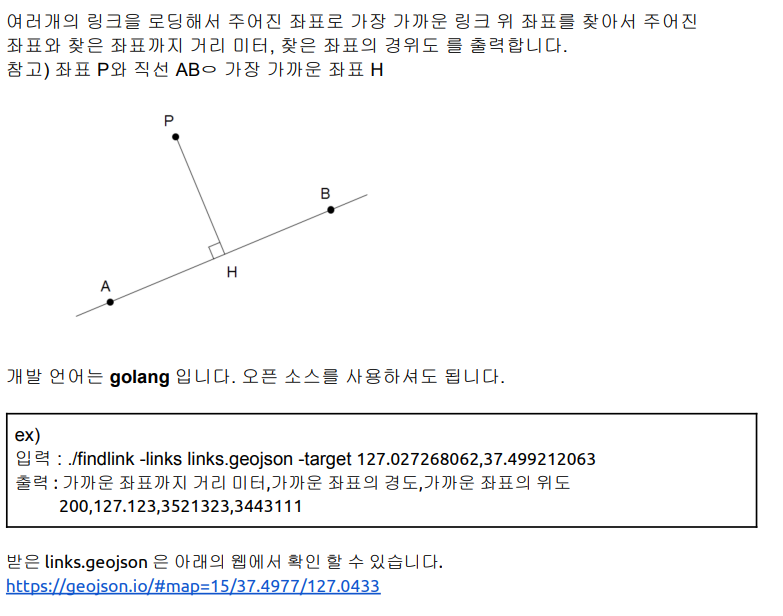 여러개의 링크을 로딩해서 주어진 좌표로 가장 가까운 링크 위 좌표를 찾아서 주어진
좌표와 찾은 좌표까지 거리 미터, 찾은 좌표의 경위도 를 출력합니다.
참고) 좌표 P와 직선 ABㅇ 가장 가까운 좌표 H
P
B
H
A
개발 언어는 golang 입니다. 오픈 소스를 사용하셔도 됩니다.
ex)
입력 : ./findlink -links links.geojson -target 127.027268062,37.499212063
출력 : 가까운 좌표까지 거리 미터,가까운 좌표의 경도,가까운 좌표의 위도
200,127.123,3521323,3443111
받은 links.geojson 은 아래의 웹에서 확인 할 수 있습니다.
https://geojson.io/#map=15/37.4977/127.0433